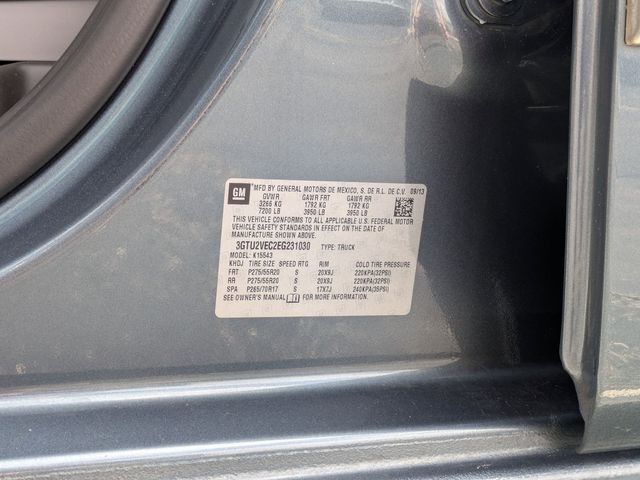 GM
MFD BY GENERAL MOTORS DE MEXICO, S. DE R.L. DE C.V. 09/13
GVWR GAWR FRT GAWR RR
3266 KG 1792 KG 1792 KG
7200 LB 3950 LB 3950 LB
THIS VEHICLE CONFORMS TO ALL APPLICABLE U.S. FEDERAL MOTOR
VEHICLE SAFETY STANDARDS IN EFFECT ON THE DATE OF
MANUFACTURE SHOWN ABOVE.
3GTU2VEC2EG231030 TYPE: TRUCK
MODEL: K15543
KHOJ TIRE SIZE SPEED RTG RIM COLD TIRE PRESSURE
FRT P275/55R20 S 20X9J 220KPA(32PSI)
RR P275/55R20 S 20X9J 220KPA(32PSI)
SPA P265/70R17 S 17X7J 240KPA(35PSI)
SEE OWNER'S MANUAL FOR MORE INFORMATION.